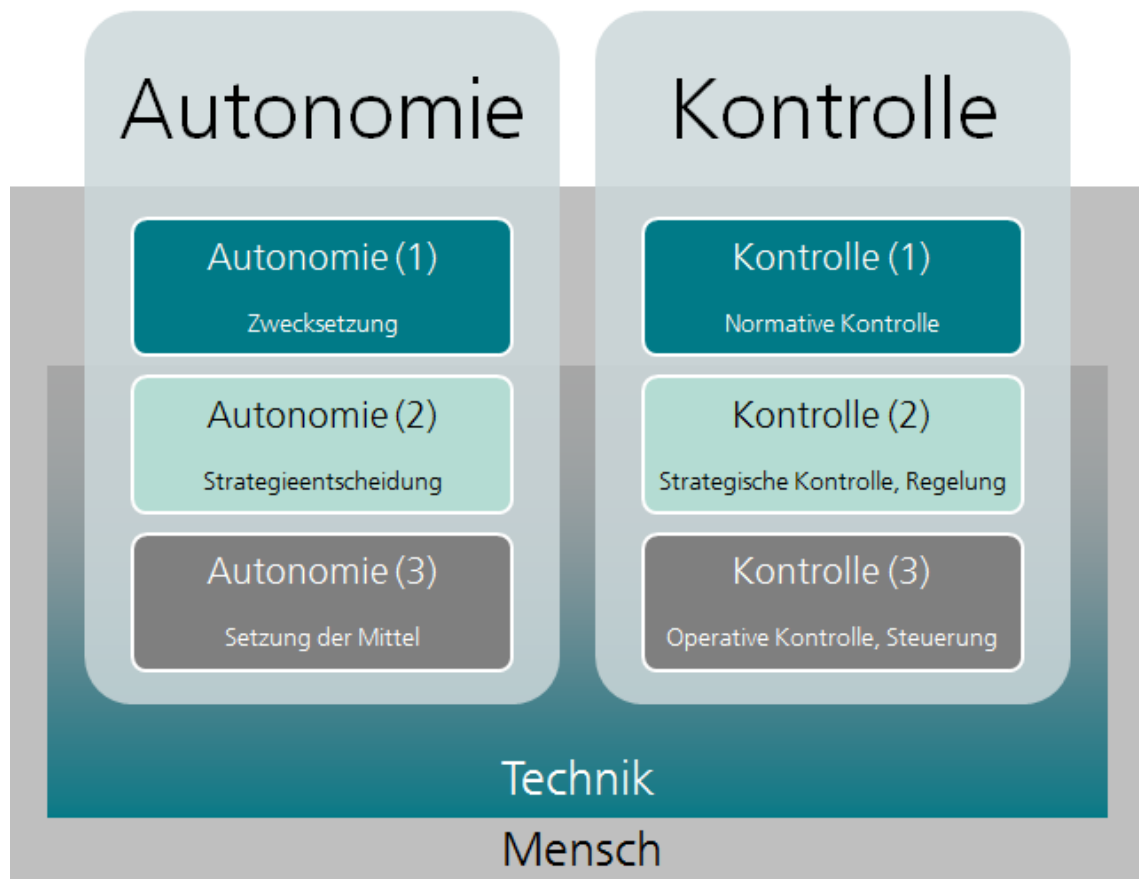 Autonomie
Autonomie (1)
Zwecksetzung
Autonomie (2)
Strategieentscheidung
Autonomie (3)
Setzung der Mittel
Kontrolle
Kontrolle (1)
Normative Kontrolle
Kontrolle (2)
Strategische Kontrolle, Regelung
Kontrolle (3)
Operative Kontrolle, Steuerung
Technik
Mensch